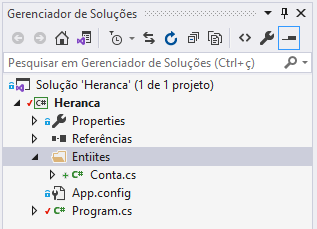 Gerenciador de Soluções
Pesquisar em Gerenciador de Soluções (Ctrl+ç)
Solução 'Heranca' (1 de 1 projeto)
C# Heranca
Properties
Referências
Entiites
+ C# Conta.cs
App.config
C# Program.cs